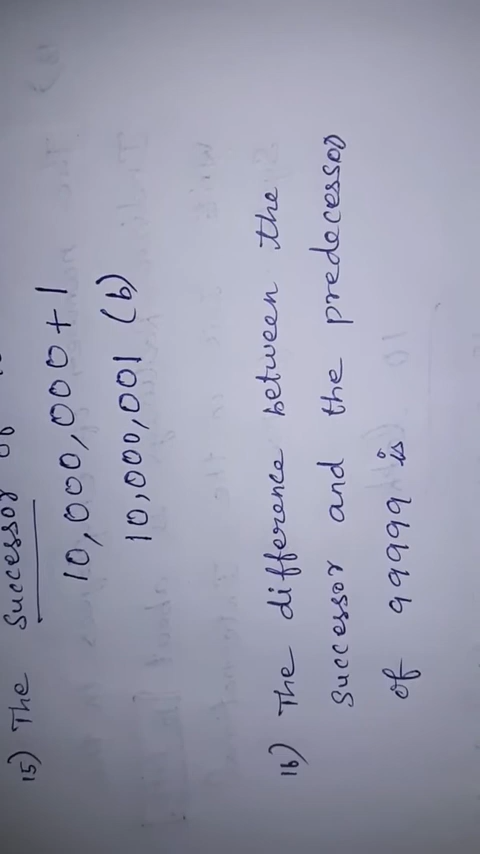 15) The Successor of
10,000,000 + 1
10,000,001 (b)
16) The difference between the
Successor and the predecessor
of 99999 is